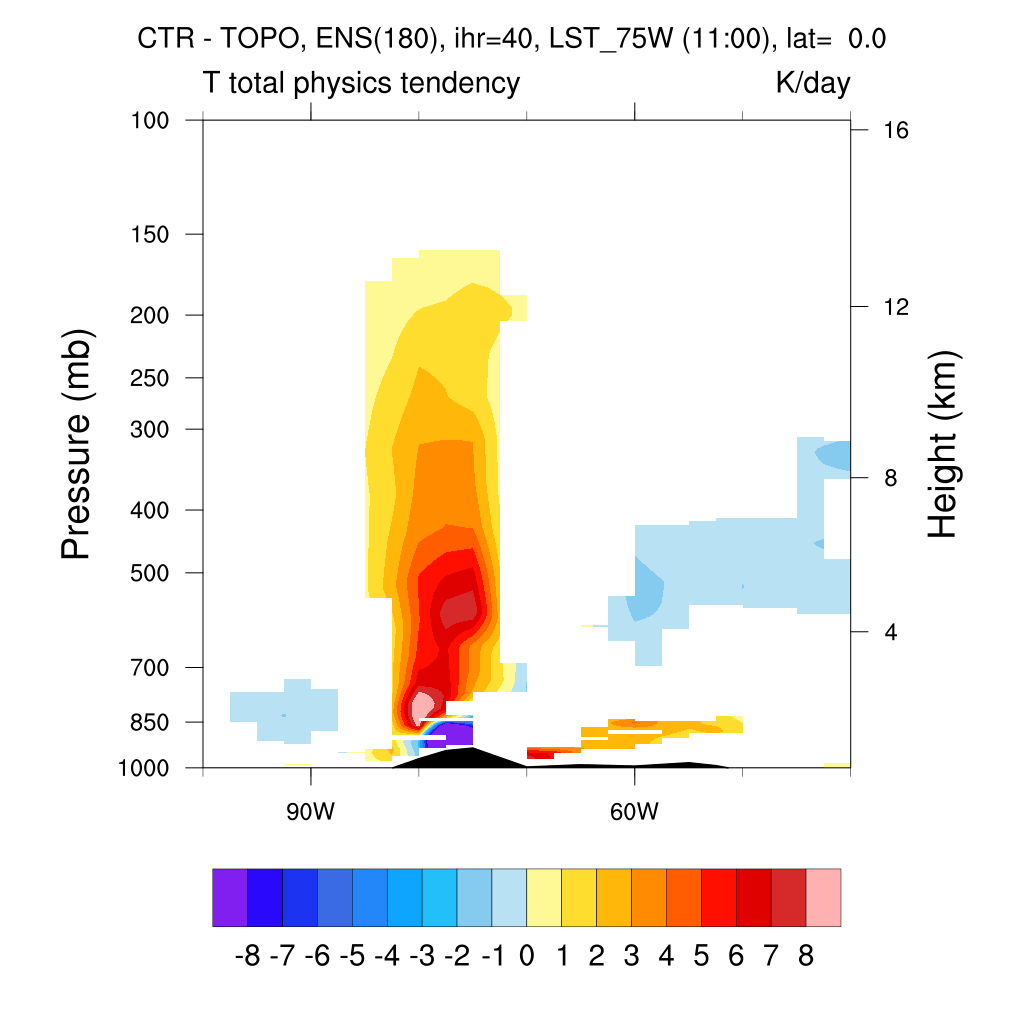 CTR - TOPO, ENS(180), ihr=40, LST_75W (11:00), lat=  0.0
T total physics tendency K/day
100
150
200
250
300
400
500
700
850
1000
Pressure (mb)
16
12
8
4
Height (km)
90W 60W
-8 -7 -6 -5 -4 -3 -2 -1 0 1 2 3 4 5 6 7 8